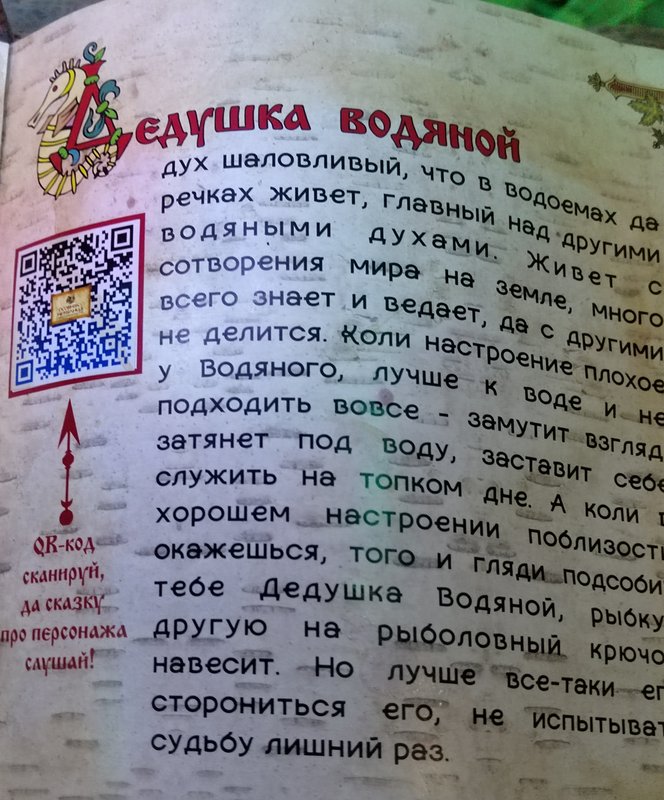 Дедушка водяной
дух шаловливый, что в водоемах да
речках живет, главный над другими
водяными духами. Живет с
сотворения мира на земле, много
всего знает и ведает, да с другими
не делится. Коли настроение плохое
у Водяного, лучше к воде и не
подходить вовсе - замутит взгляд,
затянет под воду, заставит себе
служить на топком дне. А коли
хорошем настроении поблизости
окажешься, того и гляди подсоби
тебе Дедушка Водяной, рыбку
другую на рыболовный крючо
навесит. Но лучше все-таки
сторониться его, не испытыват
судьбу лишний раз.
QR-код
сканируй,
да сказку
про персонажа
слушай!